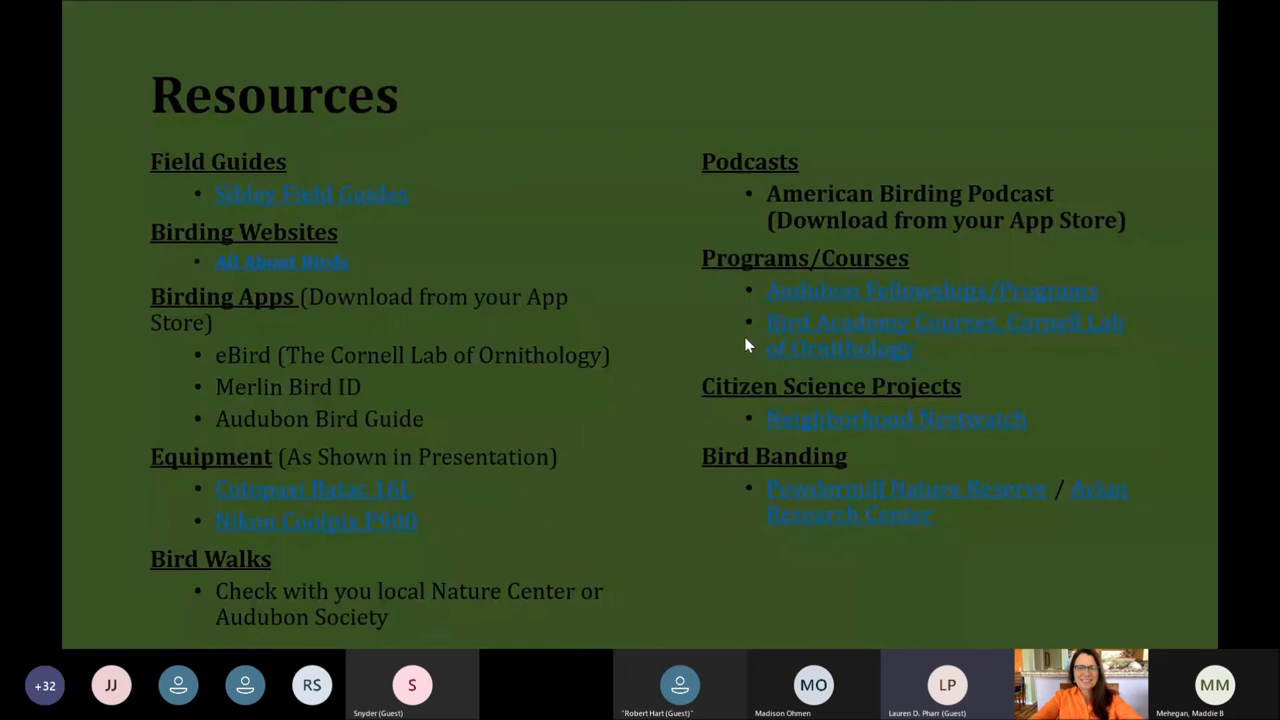 Resources
Field Guides
• Sibley Field Guides
Birding Websites
• All About Birds
Birding Apps (Download from your App
Store)
• eBird (The Cornell Lab of Ornithology)
• Merlin Bird ID
• Audubon Bird Guide
Equipment (As Shown in Presentation)
• Cotopaxi Batac 16L
• Nikon Coolpix P900
Bird Walks
• Check with you local Nature Center or
Audubon Society
Podcasts
• American Birding Podcast
(Download from your App Store)
Programs/Courses
• Audubon Fellowships/Programs
• Bird Academy Courses, Cornell Lab
of Ornithology
Citizen Science Projects
• Neighborhood Nestwatch
Bird Banding
• Powdermill Nature Reserve / Avian
Research Center
+32
JJ
RS
S
Snyder (Guest)
"Robert Hart (Guest)"
MO
Madison Ohmen
LP
Lauren D. Pharr (Guest)
MM
Mehegan, Maddie B